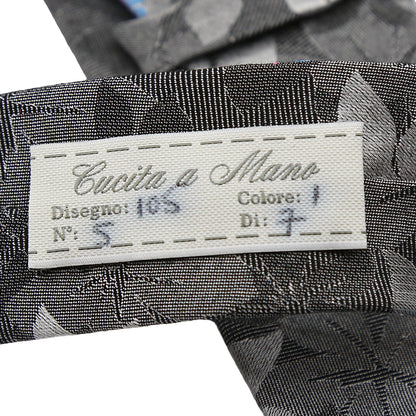 Cucita a Mano
Disegno: 105 Colore: 1
N°: 5 Di: 7